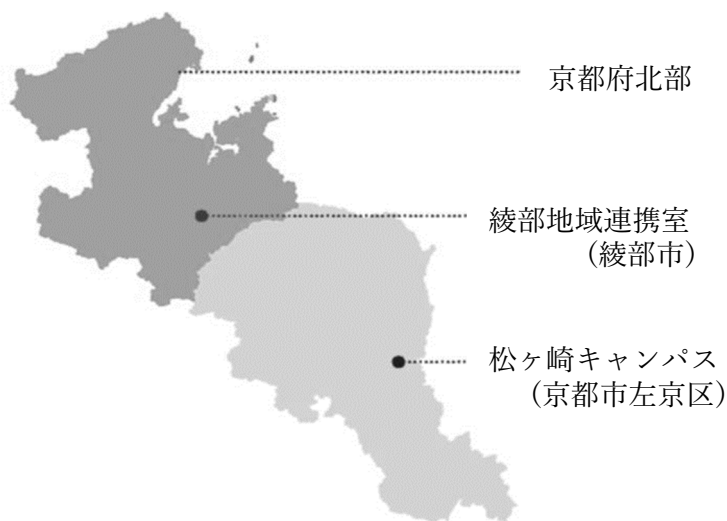 京都府北部
綾部地域連携室
（綾部市）
松ヶ崎キャンパス
（京都市左京区）